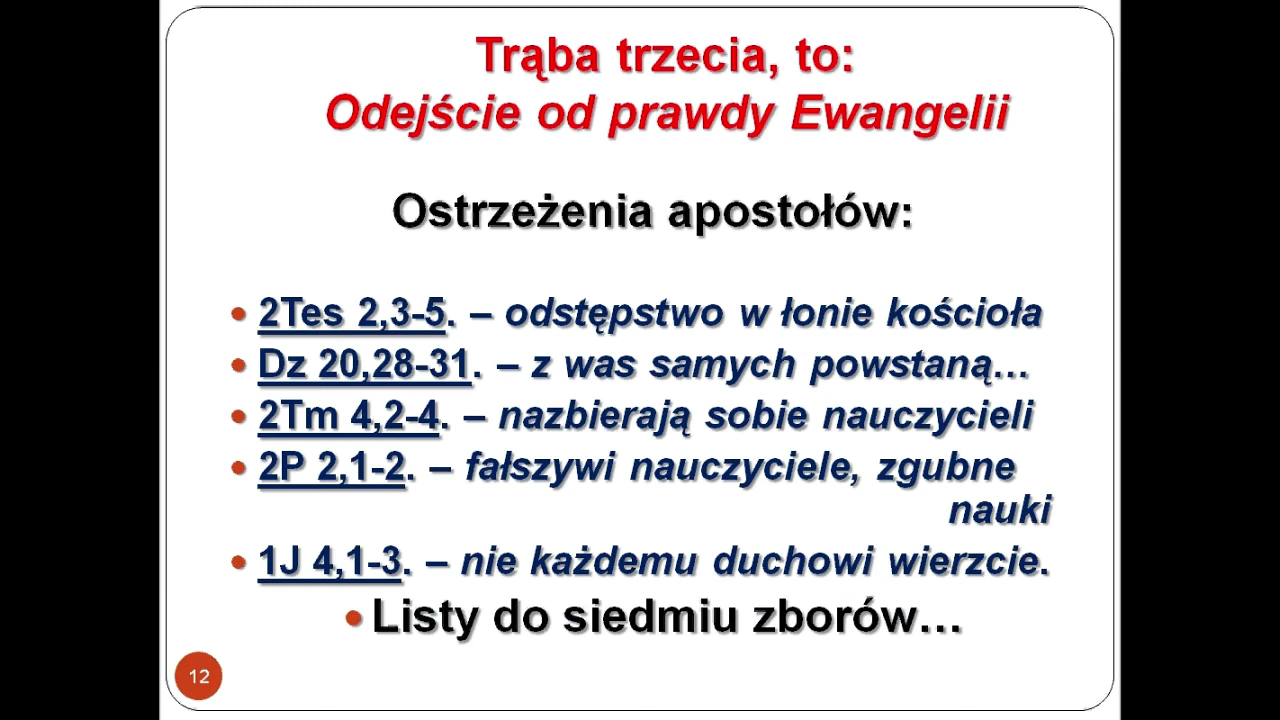 Trąba trzecia, to:
Odejście od prawdy Ewangelii
Ostrzeżenia apostołów:
• 2Tes 2,3-5. – odstępstwo w łonie kościoła
• Dz 20,28-31. – z was samych powstaną…
• 2Tm 4,2-4. – nazbierają sobie nauczycieli
• 2P 2,1-2. – fałszywi nauczyciele, zgubne
nauki
• 1J 4,1-3. – nie każdemu duchowi wierzcie.
• Listy do siedmiu zborów…
12